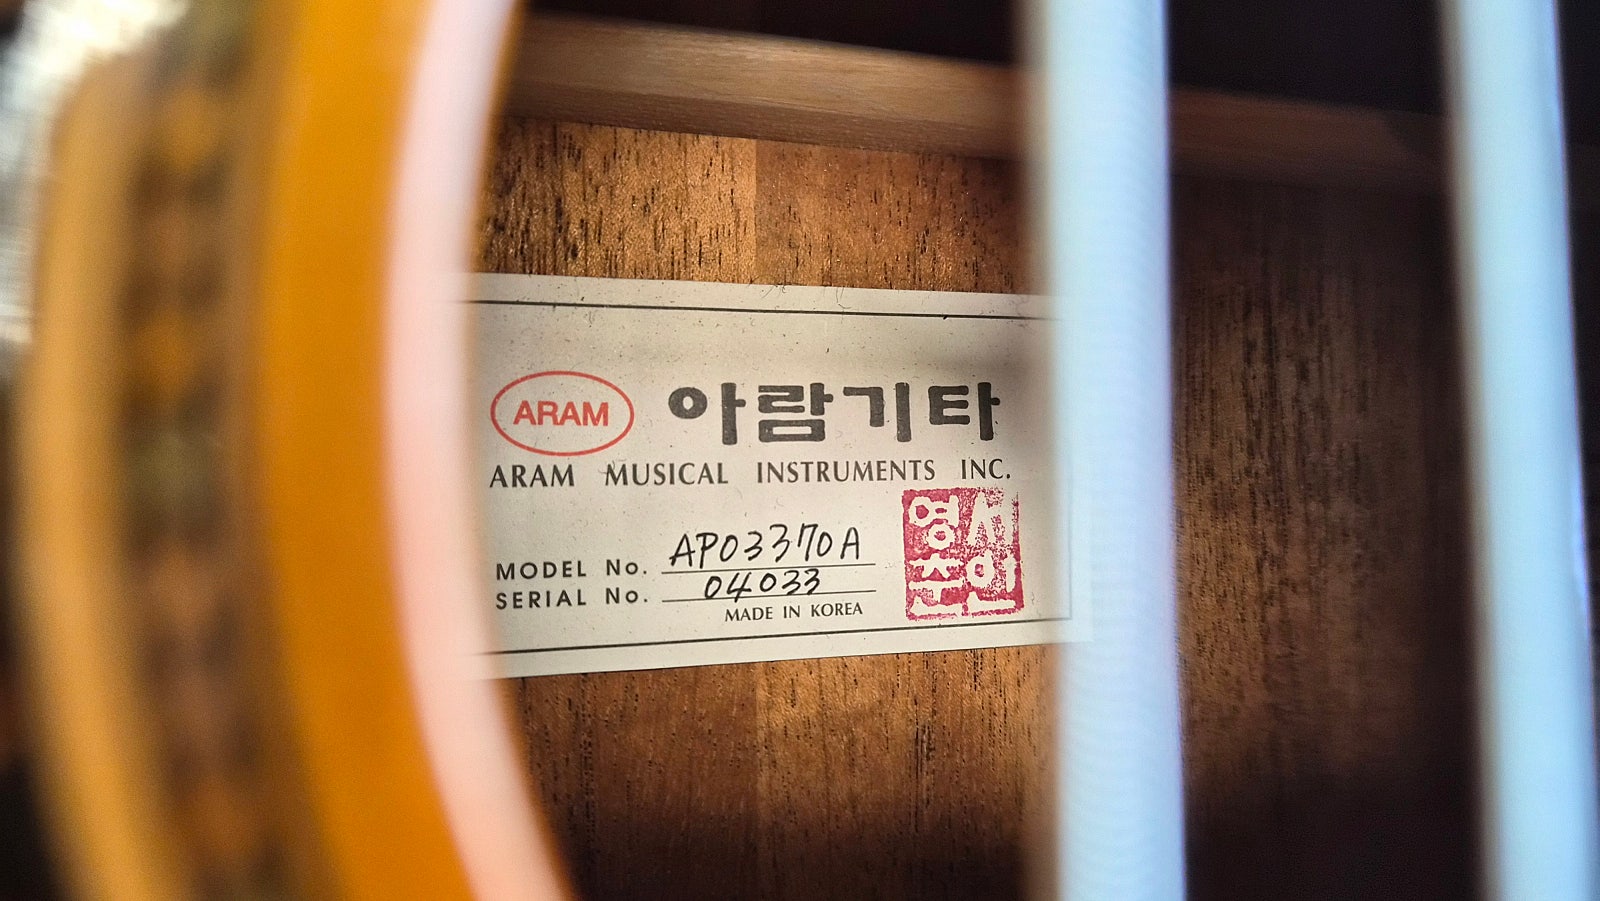 ARAM 아람기타
ARAM MUSICAL INSTRUMENTS INC.
MODEL No. AP03370A
SERIAL No. 04033
MADE IN KOREA